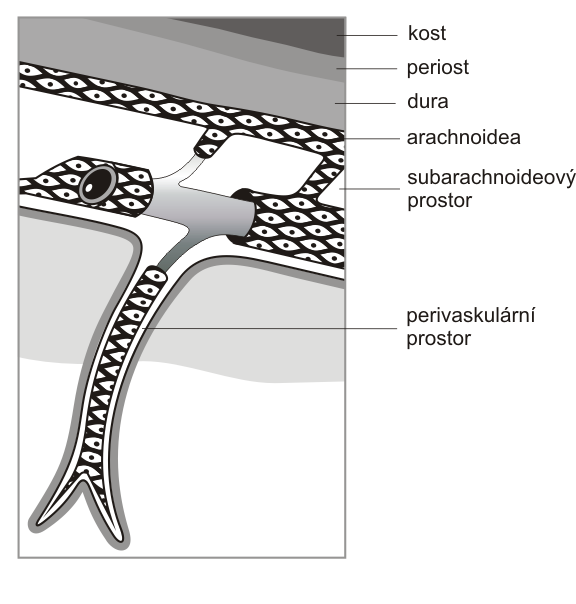 kost
periost
dura
arachnoidea
subarachnoideový
prostor
perivaskulární
prostor